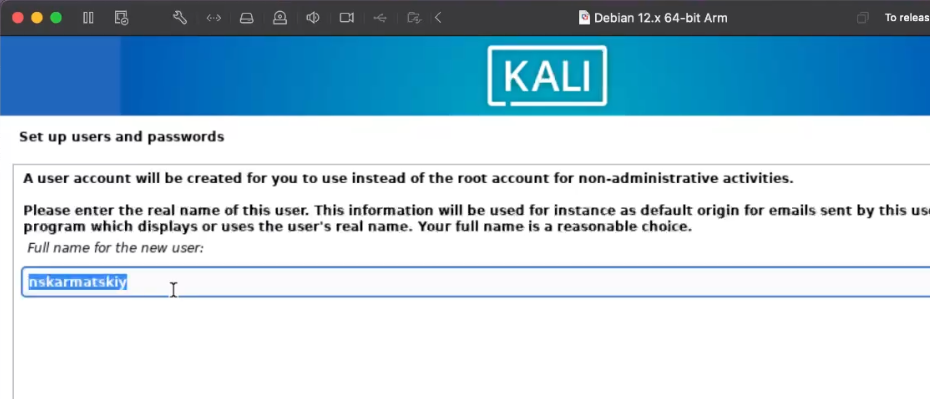 Debian 12.x 64-bit Arm
To releas
KALI
Set up users and passwords
A user account will be created for you to use instead of the root account for non-administrative activities.
Please enter the real name of this user. This information will be used for instance as default origin for emails sent by this use
program which displays or uses the user's real name. Your full name is a reasonable choice.
Full name for the new user:
nskarmatskiy